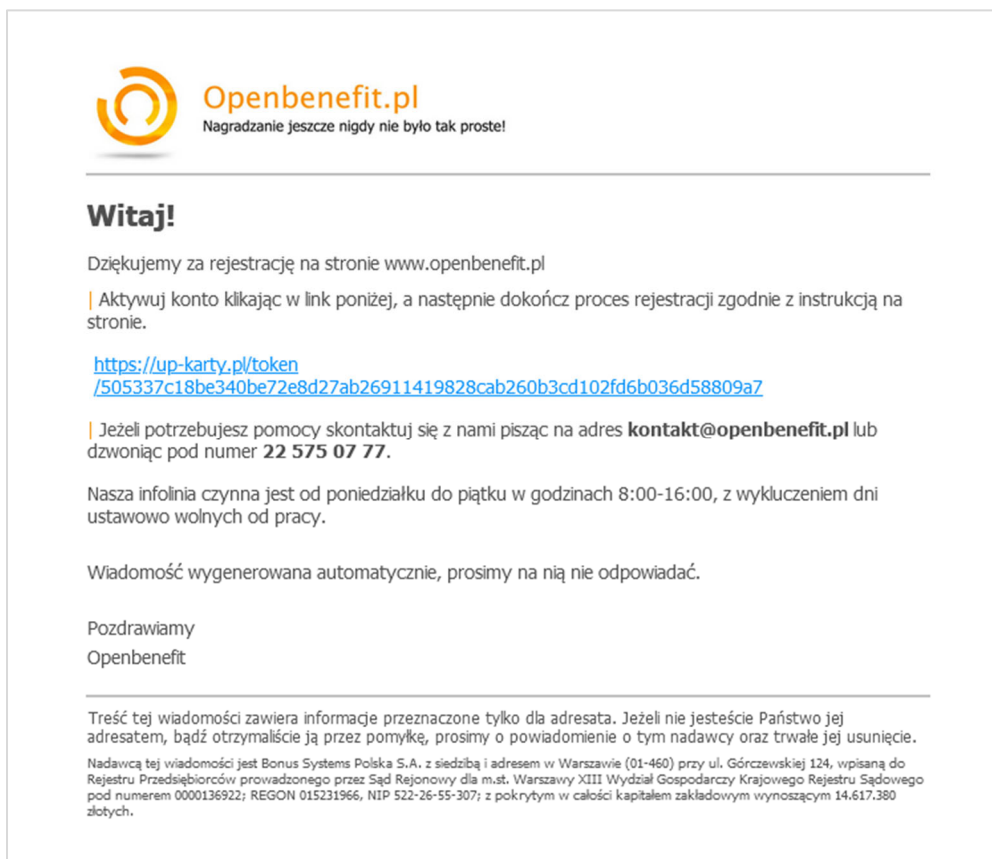 Openbenefit.pl
Nagradzanie jeszcze nigdy nie było tak proste!
Witaj!
Dziękujemy za rejestrację na stronie www.openbenefit.pl
| Aktywuj konto klikając w link poniżej, a następnie dokończ proces rejestracji zgodnie z instrukcją na
stronie.
https://up-karty.pl/token
/505337c18be340be72e8d27ab26911419828cab260b3cd102fd6b036d58809a7
| Jeżeli potrzebujesz pomocy skontaktuj się z nami pisząc na adres kontakt@openbenefit.pl lub
dzwoniąc pod numer 22 575 07 77.
Nasza infolinia czynna jest od poniedziałku do piątku w godzinach 8:00-16:00, z wykluczeniem dni
ustawowo wolnych od pracy.
Wiadomość wygenerowana automatycznie, prosimy na nią nie odpowiadać.
Pozdrawiamy
Openbenefit
Treść tej wiadomości zawiera informacje przeznaczone tylko dla adresata. Jeżeli nie jesteście Państwo jej
adresatem, bądź otrzymaliście ją przez pomyłkę, prosimy o powiadomienie o tym nadawcy oraz trwałe jej usunięcie.
Nadawcą tej wiadomości jest Bonus Systems Polska S.A. z siedzibą i adresem w Warszawie (01-460) przy ul. Górczewskiej 124, wpisaną do
Rejestru Przedsiębiorców prowadzonego przez Sąd Rejonowy dla m.st. Warszawy XIII Wydział Gospodarczy Krajowego Rejestru Sądowego
pod numerem 0000136922; REGON 015231966, NIP 522-26-55-307; z pokrytym w całości kapitałem zakładowym wynoszącym 14.617.380
złotych.